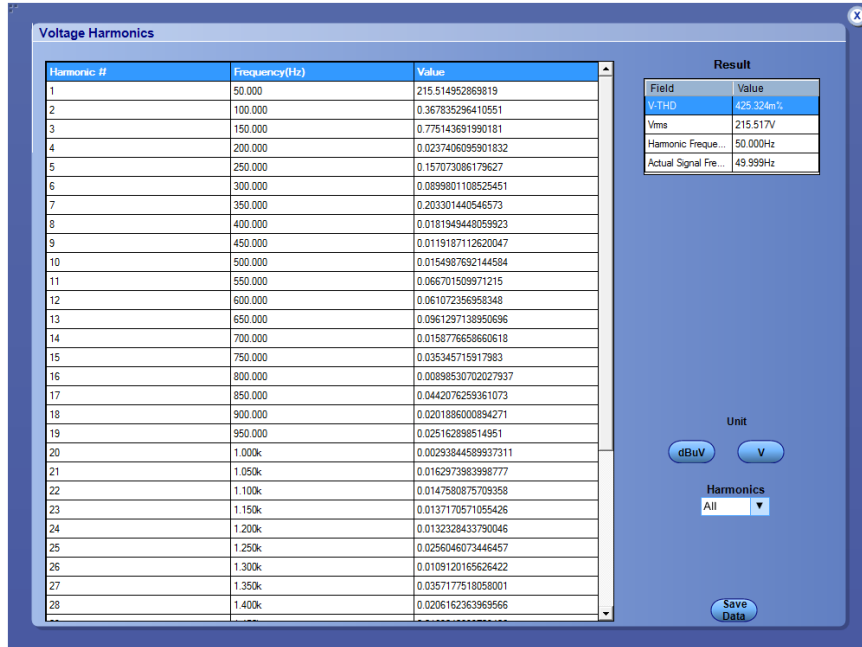 x
Voltage Harmonics
Harmonic # Frequency(Hz) Value
1 50.000 215.514952869819
2 100.000 0.367835296410551
3 150.000 0.775143691990181
4 200.000 0.0237406095901832
5 250.000 0.157073086179627
6 300.000 0.0899801108525451
7 350.000 0.203301440546573
8 400.000 0.0181949448059923
9 450.000 0.0119187112620047
10 500.000 0.0154987692144584
11 550.000 0.066701509971215
12 600.000 0.061072356958348
13 650.000 0.0961297138950696
14 700.000 0.0158776658660618
15 750.000 0.035345715917983
16 800.000 0.00898530702027937
17 850.000 0.0442076259361073
18 900.000 0.0201886000894271
19 950.000 0.025162898514951
20 1.000k 0.00293844589937311
21 1.050k 0.0162973983998777
22 1.100k 0.0147580875709358
23 1.150k 0.0137170571055426
24 1.200k 0.0132328433790046
25 1.250k 0.0256046073446457
26 1.300k 0.0109120165626422
27 1.350k 0.0357177518058001
28 1.400k 0.0206162363969566
Result
Field Value
V-THD 425.324m%
Vrms 215.517V
Harmonic Freque... 50.000Hz
Actual Signal Fre... 49.999Hz
Unit
dBuV V
Harmonics
All
Save
Data